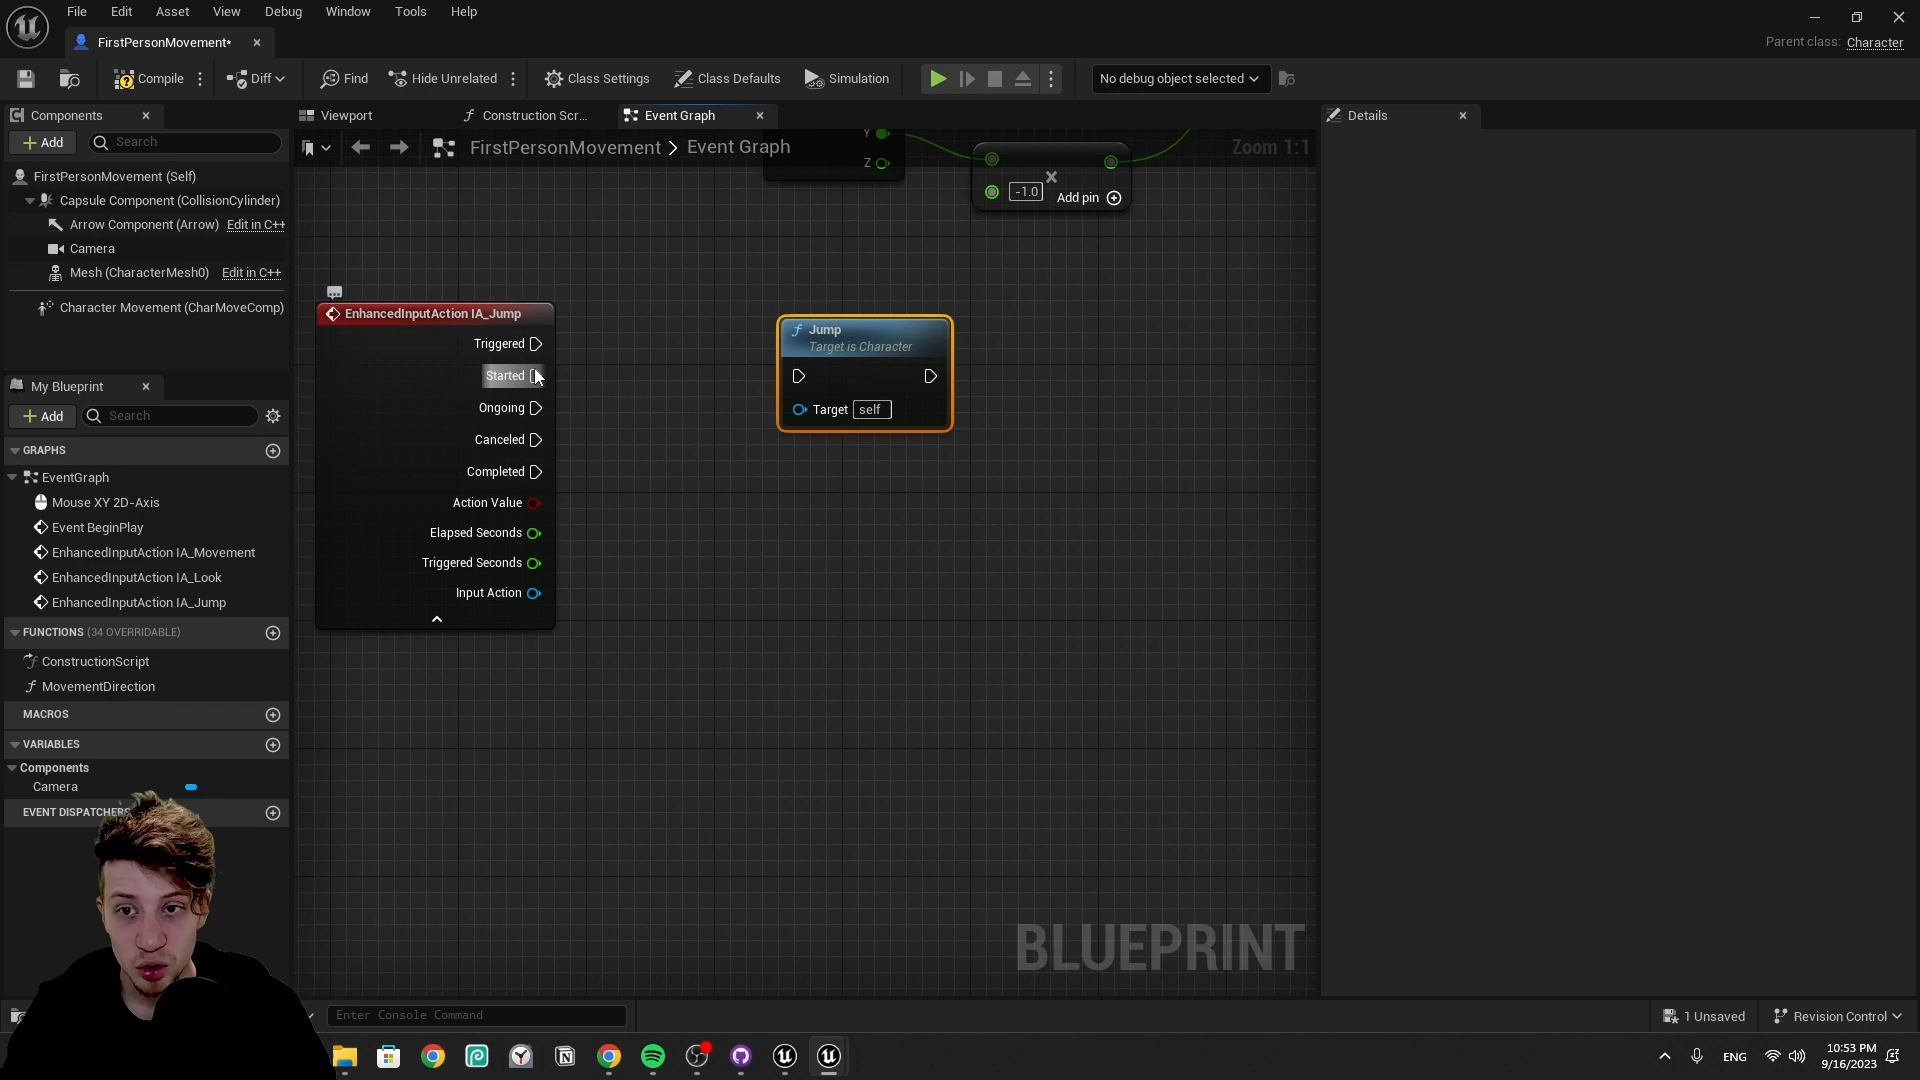 File Edit Asset View Debug Window Tools Help
FirstPersonMovement*
Parent class: Character
Compile Diff Find Hide Unrelated Class Settings Class Defaults Simulation No debug object selected
Components
Add Search
FirstPersonMovement (Self)
Capsule Component (CollisionCylinder)
Arrow Component (Arrow) Edit in C++
Camera
Mesh (CharacterMesh0) Edit in C++
Character Movement (CharMoveComp)
My Blueprint
Add Search
GRAPHS
EventGraph
Mouse XY 2D-Axis
Event BeginPlay
EnhancedInputAction IA_Movement
EnhancedInputAction IA_Look
EnhancedInputAction IA_Jump
FUNCTIONS (34 OVERRIDABLE)
ConstructionScript
MovementDirection
MACROS
VARIABLES
Components
Camera
EVENT DISPATCHERS
Viewport Construction Scr... Event Graph
FirstPersonMovement > Event Graph
Zoom 1:1
Y
Z
-1.0
Add pin
EnhancedInputAction IA_Jump
Triggered
Started
Ongoing
Canceled
Completed
Action Value
Elapsed Seconds
Triggered Seconds
Input Action
Jump
Target is Character
Target self
BLUEPRINT
Details
Enter Console Command
1 Unsaved Revision Control
ENG
10:53 PM
9/16/2023